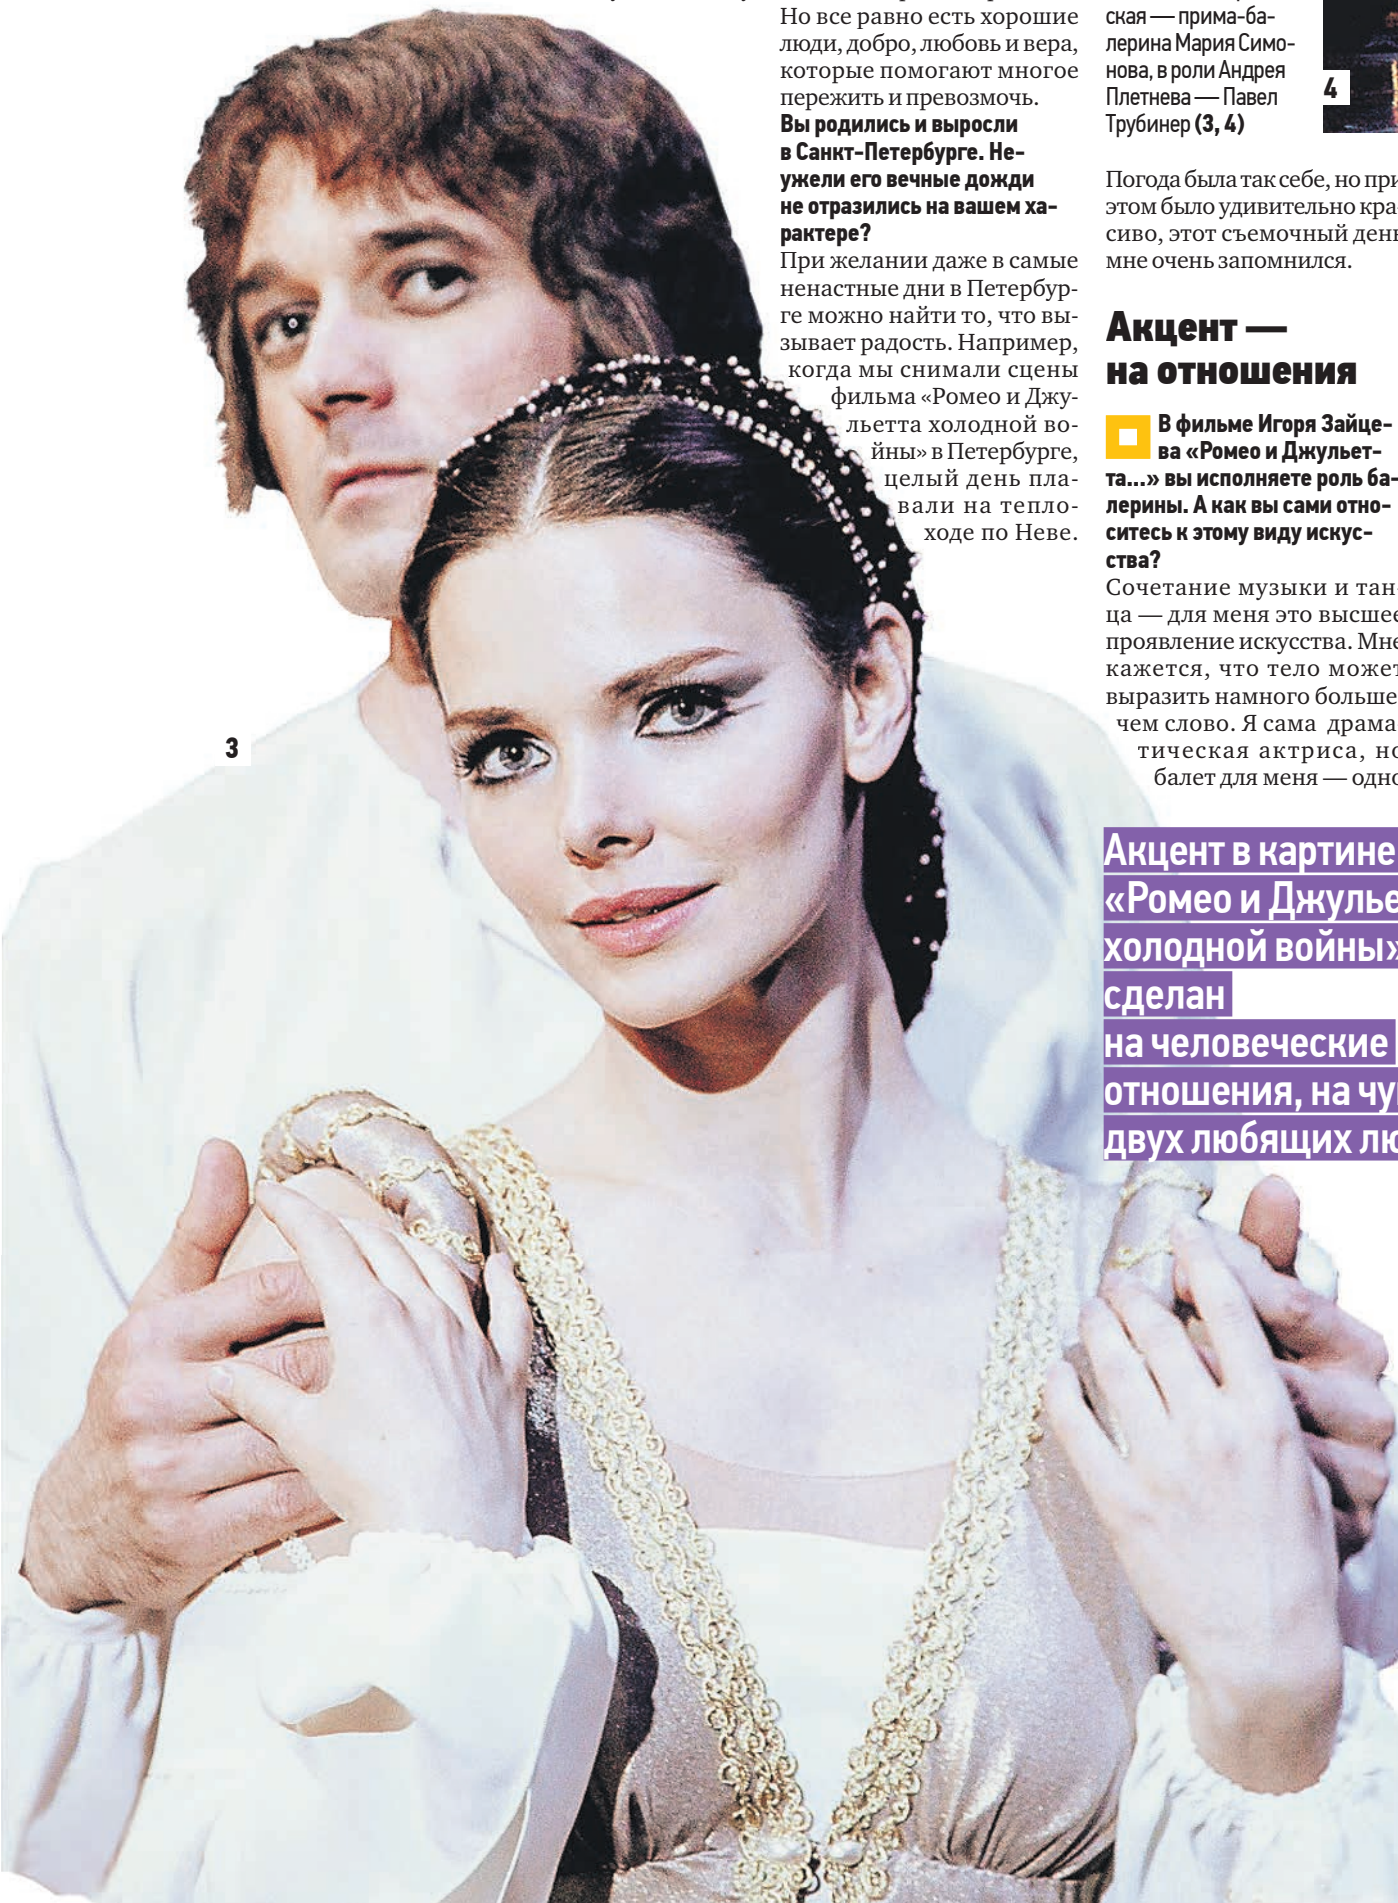 Но все равно есть хорошие
люди, добро, любовь и вера,
которые помогают многое
пережить и превозмочь.
Вы родились и выросли
в Санкт-Петербурге. Не-
ужели его вечные дожди
не отразились на вашем ха-
рактере?
При желании даже в самые
ненастные дни в Петербур-
ге можно найти то, что вы-
зывает радость. Например,
когда мы снимали сцены
фильма «Ромео и Джу-
льетта холодной во-
йны» в Петербурге,
целый день пла-
вали на тепло-
ходе по Неве.
3
ская — прима-ба-
лерина Мария Симо-
нова, в роли Андрея
Плетнева — Павел
Трубинер (3, 4)
4
Погода была так себе, но при
этом было удивительно кра-
сиво, этот съемочный день
мне очень запомнился.
Акцент —
на отношения
В фильме Игоря Зайце-
ва «Ромео и Джульет-
та...» вы исполняете роль ба-
лерины. А как вы сами отно-
ситесь к этому виду искус-
ства?
Сочетание музыки и тан-
ца — для меня это высшее
проявление искусства. Мне
кажется, что тело может
выразить намного больше,
чем слово. Я сама драма-
тическая актриса, но
балет для меня — одно
Акцент в картине
«Ромео и Джулье
холодной войны»
сделан
на человеческие
отношения, на чу
двух любящих лю